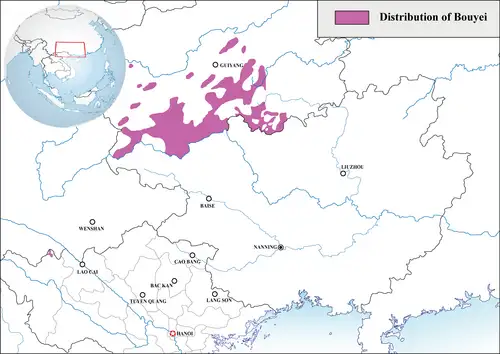 Distribution of Bouyei
GUIYANG
LIUZHOU
BAISE
WENSHAN
NANNING
CAO BANG
LAO CAI
BAC KAN
TUYEN QUANG
LANG SON
HANOI